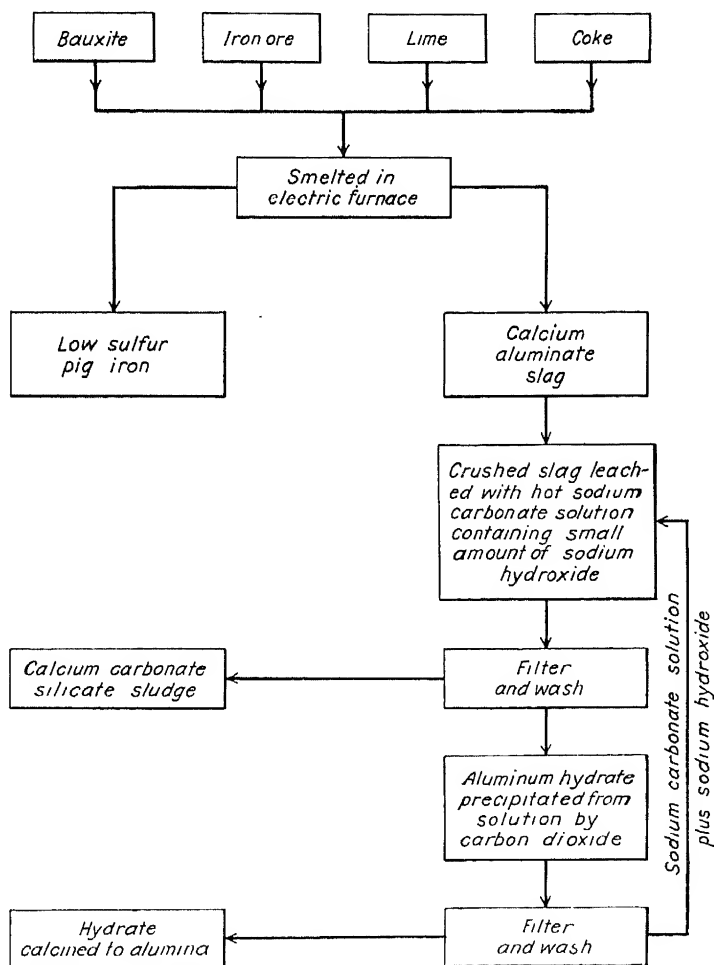 Bauxite
Iron ore
Lime
Coke
Smelted in
electric furnace
Low sulfur
pig iron
Calcium
aluminate
slag
Crushed slag leach-
ed with hot sodium
carbonate solution
containing small
amount of sodium
hydroxide
Sodium carbonate solution
plus sodium hydroxide
Calcium carbonate
silicate sludge
Filter
and wash
Aluminum hydrate
precipitated from
solution by
carbon dioxide
Hydrate
calcined to alumina
Filter
and wash